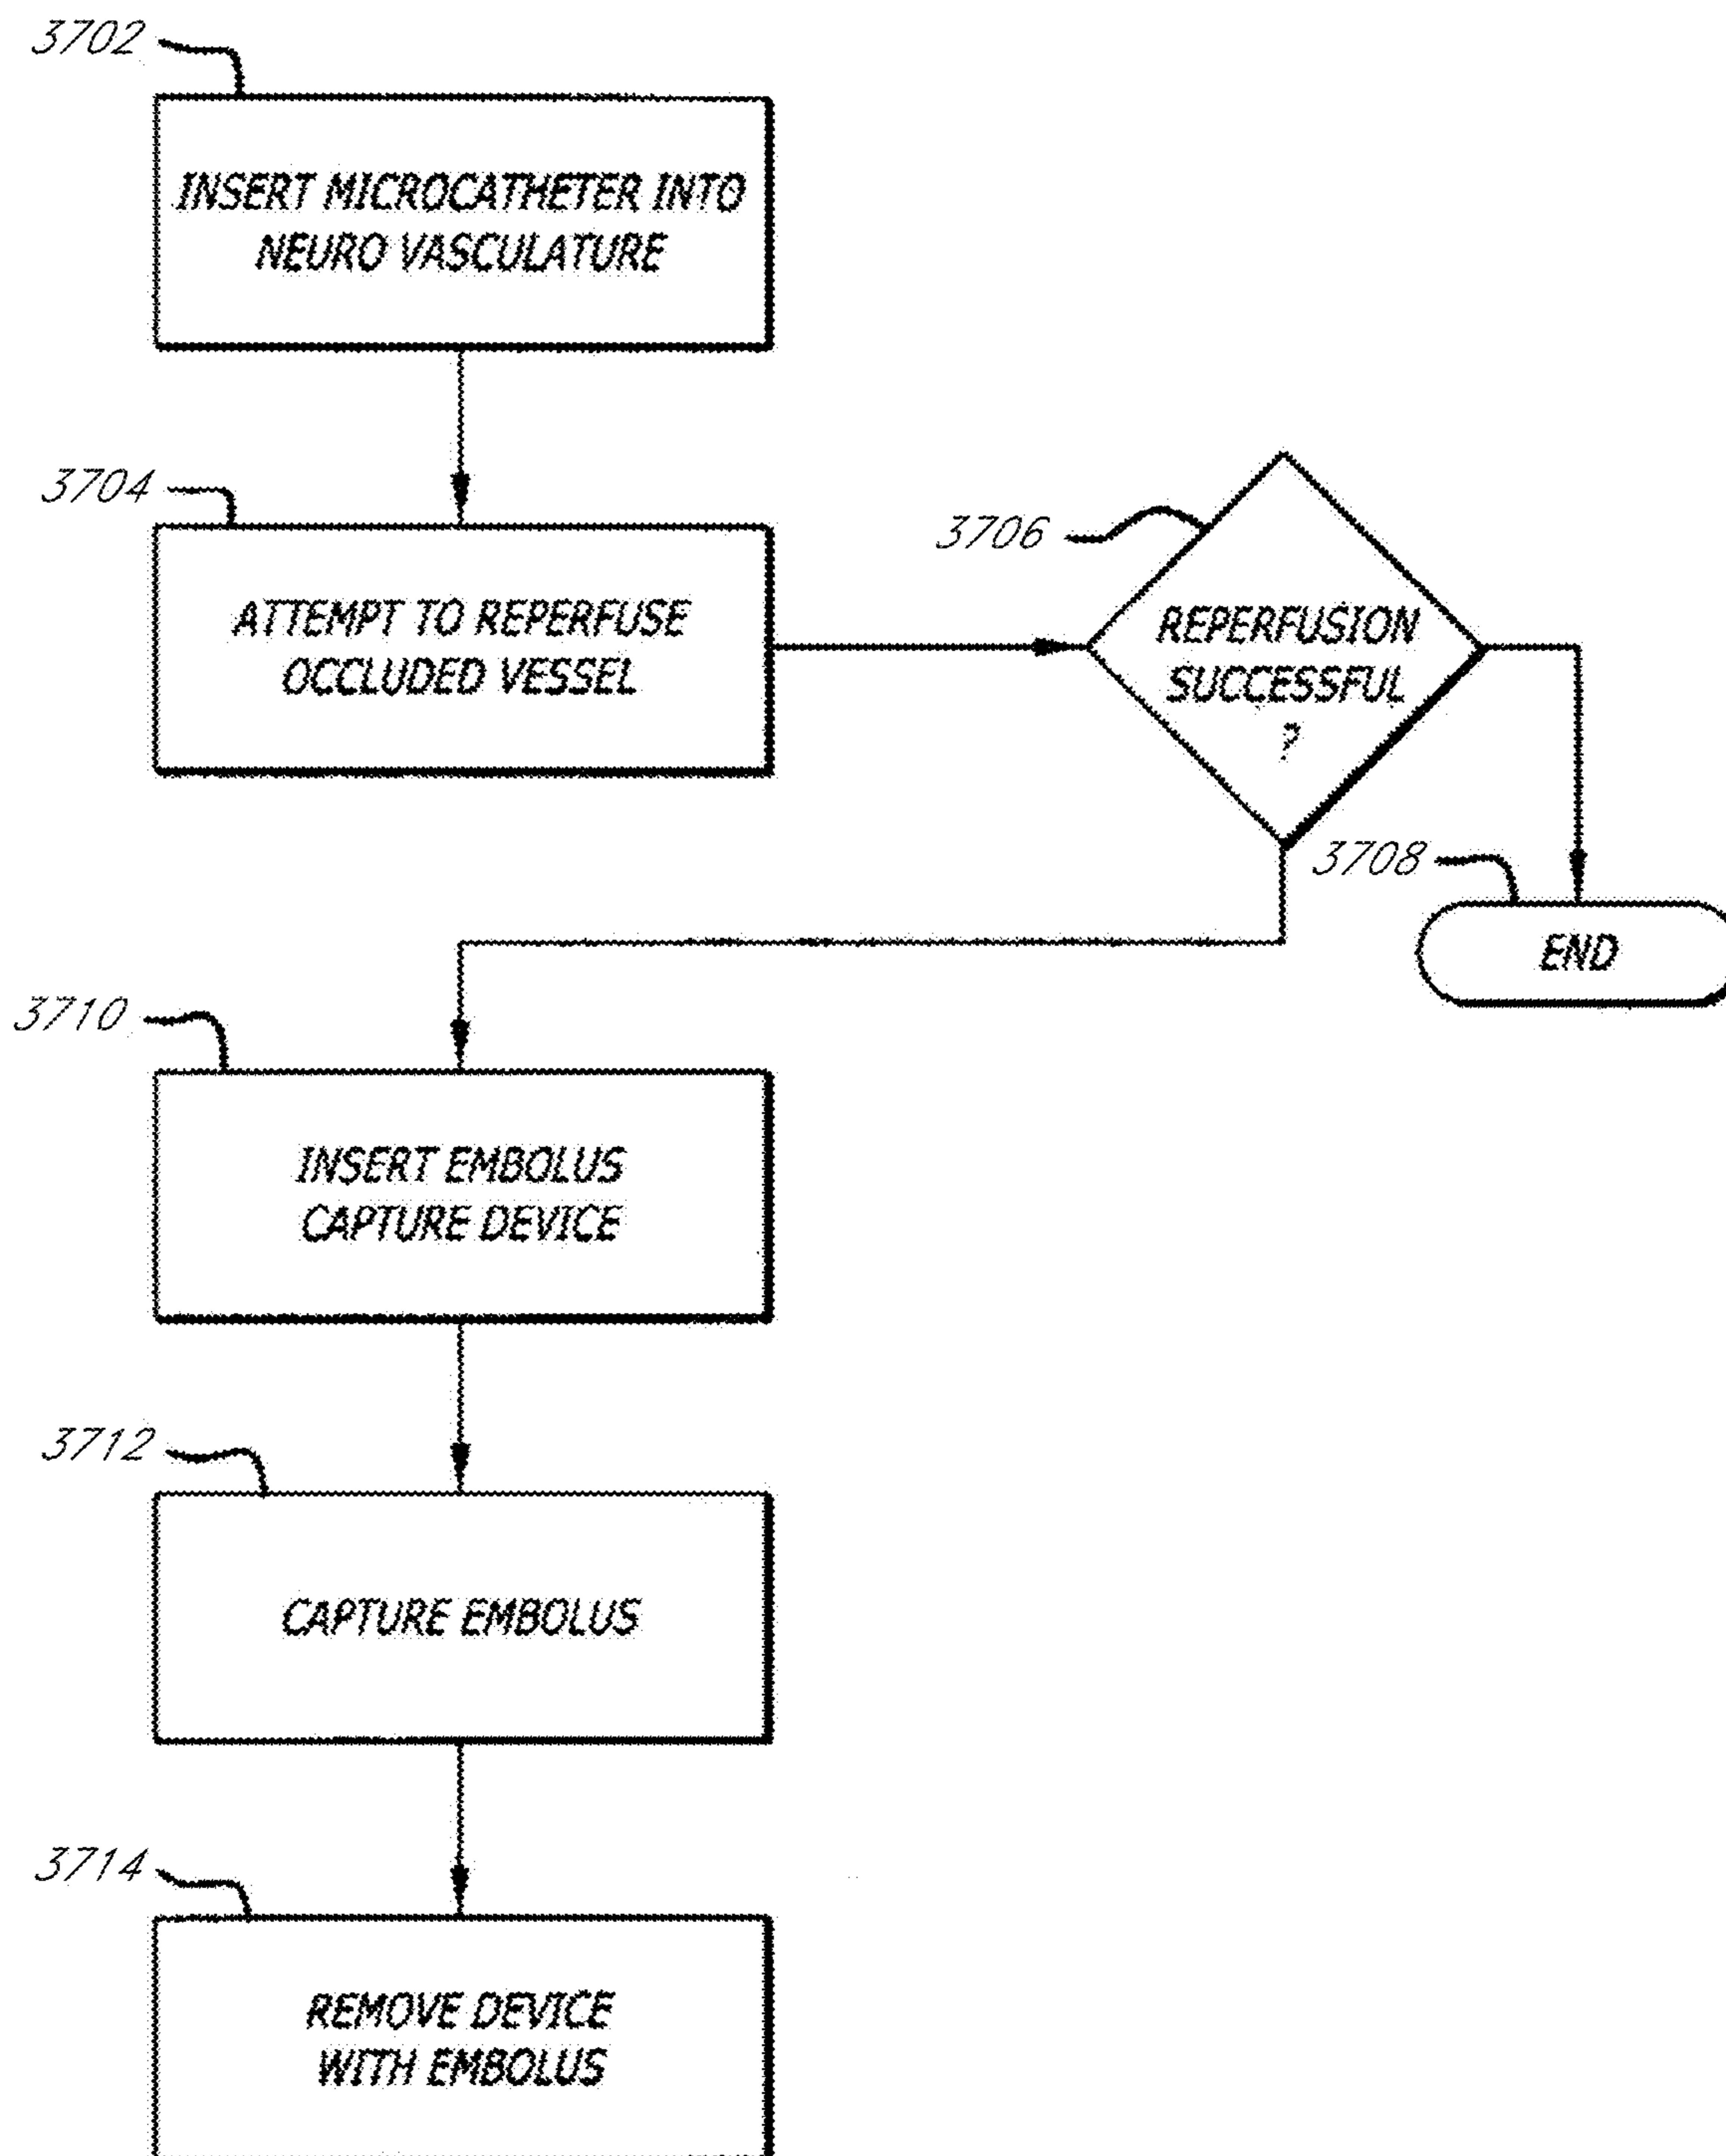 3702
INSERT MICROCATHETER INTO
NEURO VASCULATURE
3704
ATTEMPT TO REPERFUSE
OCCLUDED VESSEL
3706
REPERFUSION
SUCCESSFUL
?
3708
END
3710
INSERT EMBOLUS
CAPTURE DEVICE
3712
CAPTURE EMBOLUS
3714
REMOVE DEVICE
WITH EMBOLUS